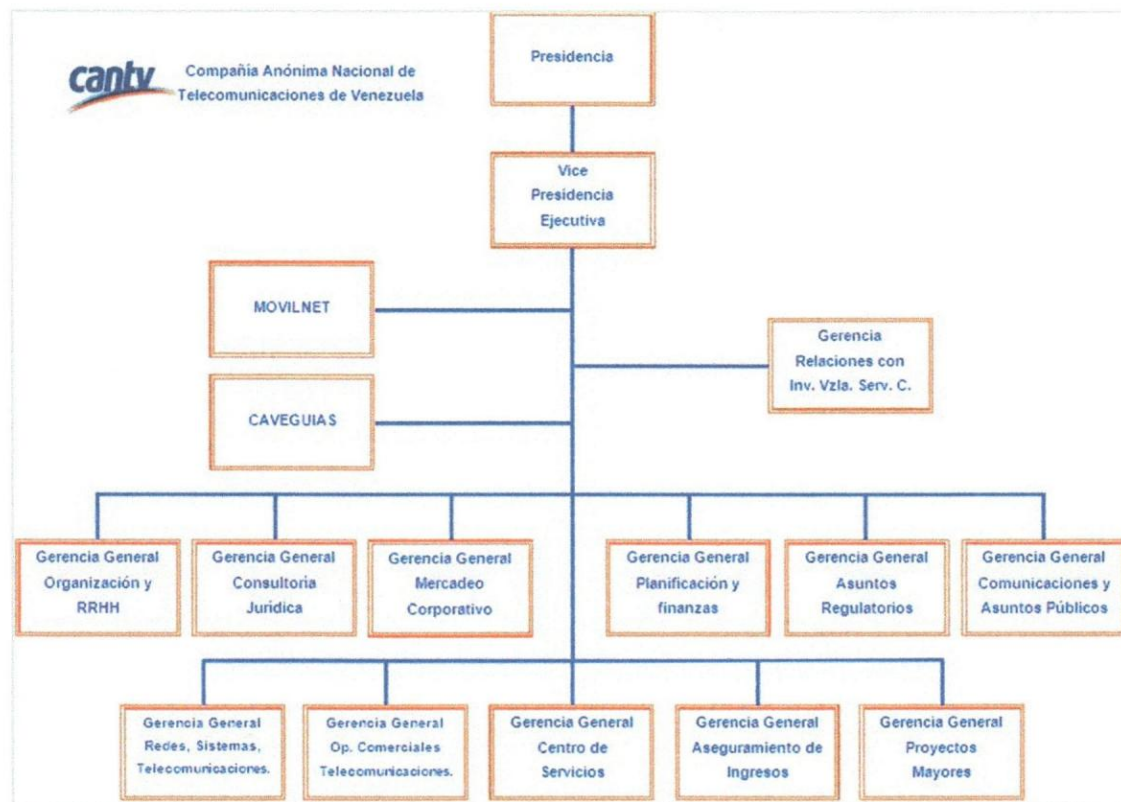 cantv
Compañia Anónima Nacional de
Telecomunicaciones de Venezuela
Presidencia
Vice
Presidencia
Ejecutiva
MOVILNET
Gerencia
Relaciones con
Inv. Vzla. Serv. C.
CAVEGUIAS
Gerencia General
Organización y
RRHH
Gerencia General
Consultoria
Juridica
Gerencia General
Mercadeo
Corporativo
Gerencia General
Planificación y
finanzas
Gerencia General
Asuntos
Regulatorios
Gerencia General
Comunicaciones y
Asuntos Públicos
Gerencia General
Redes, Sistemas,
Telecomunicaciones.
Gerencia General
Op. Comerciales
Telecomunicaciones.
Gerencia General
Centro de
Servicios
Gerencia General
Aseguramiento de
Ingresos
Gerencia General
Proyectos
Mayores